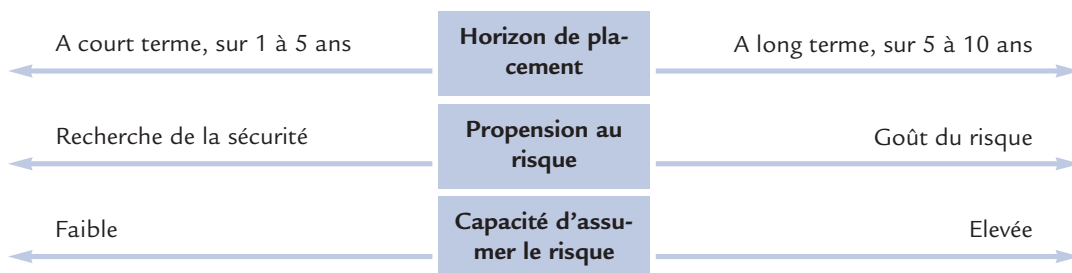 A court terme, sur 1 à 5 ans
Horizon de pla-
cement
A long terme, sur 5 à 10 ans
Recherche de la sécurité
Propension au
risque
Goût du risque
Faible
Capacité d'assu-
mer le risque
Elevée